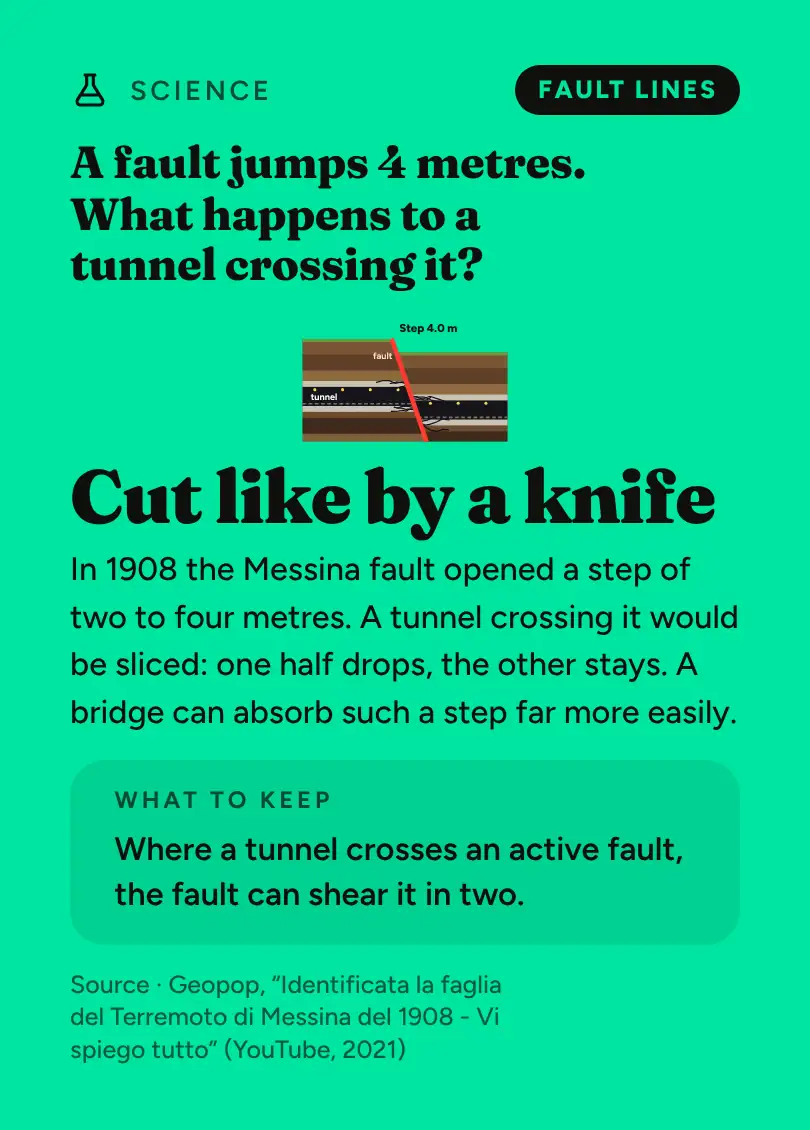 SCIENCE
FAULT LINES
A fault jumps 4 metres.
What happens to a
tunnel crossing it?
Step 4.0 m
fault
tunnel
Cut like by a knife
In 1908 the Messina fault opened a step of
two to four metres. A tunnel crossing it would
be sliced: one half drops, the other stays. A
bridge can absorb such a step far more easily.
WHAT TO KEEP
Where a tunnel crosses an active fault,
the fault can shear it in two.
Source · Geopop, “Identificata la faglia
del Terremoto di Messina del 1908 - Vi
spiego tutto” (YouTube, 2021)